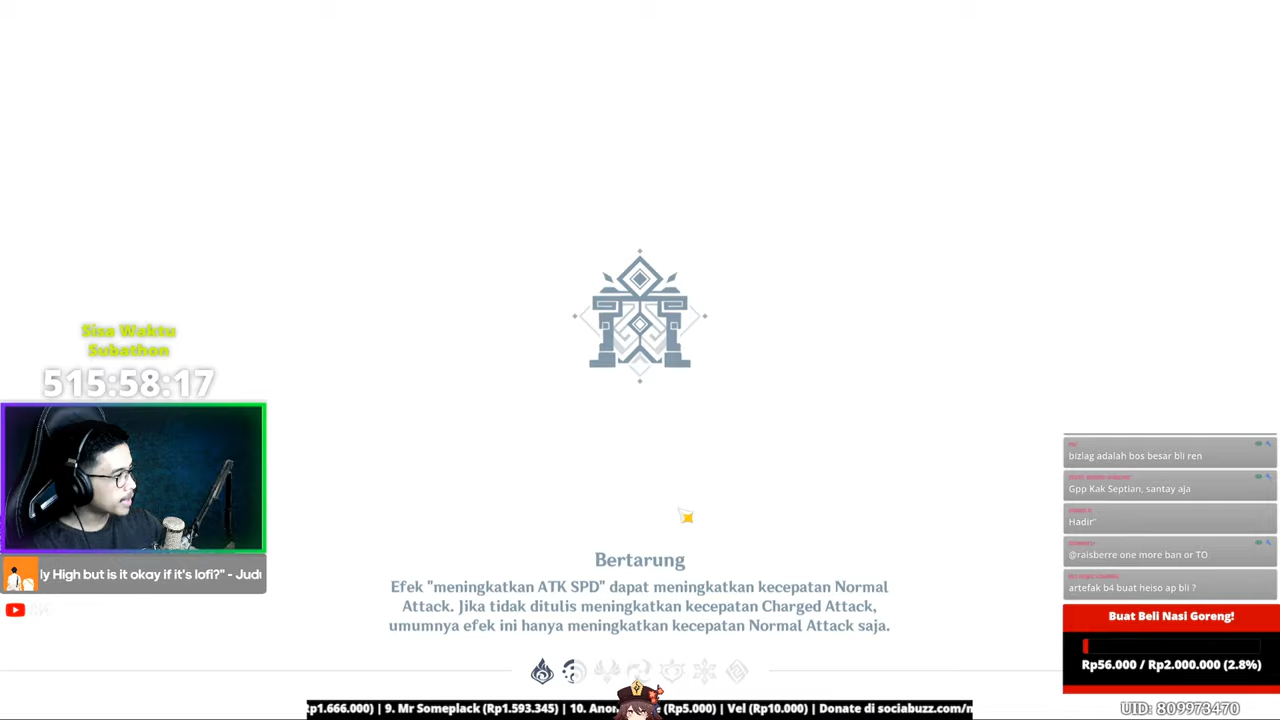 Sisa Waktu
Subathon
515:58:17
ly High but is it okay if it's lofi?" - Jud
Bertarung
Efek "meningkatkan ATK SPD" dapat meningkatkan kecepatan Normal
Attack. Jika tidak ditulis meningkatkan kecepatan Charged Attack,
umumnya efek ini hanya meningkatkan kecepatan Normal Attack saja.
bizlag adalah bos besar bli ren
Gpp Kak Septian, santay aja
Hadir"
@raisberre one more ban or TO
artefak b4 buat heiso ap bli ?
Buat Beli Nasi Goreng!
Rp56.000 / Rp2.000.000 (2.8%)
Rp1.666.000) | 9. Mr Someplack (Rp1.593.345) | 10. Anon (Rp5.000) | Vel (Rp10.000) | Donate di sociabuzz.com/
UID: 809973470